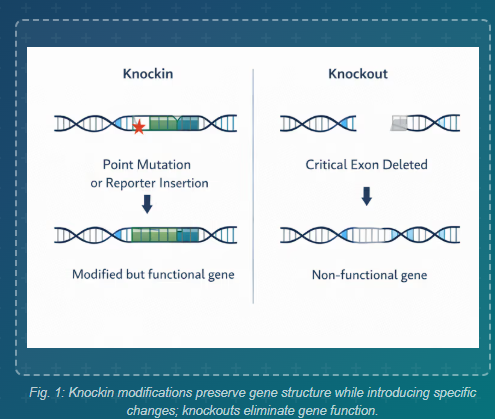 Knockin
Knockout
Point Mutation
or Reporter Insertion
Critical Exon Deleted
Modified but functional gene
Non-functional gene
Fig. 1: Knockin modifications preserve gene structure while introducing specific
changes; knockouts eliminate gene function.